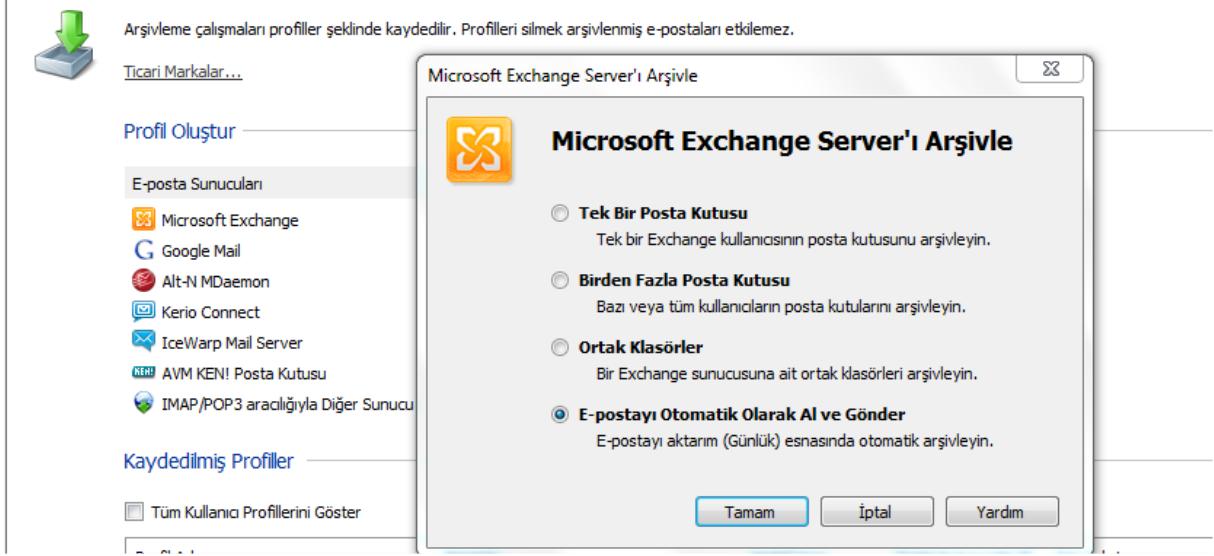 Arşivleme çalışmaları profiller şeklinde kaydedilir. Profilleri silmek arşivlenmiş e-postaları etkilemez.
Ticari Markalar...
Profil Oluştur
E-posta Sunucuları
Microsoft Exchange
Google Mail
Alt-N MDaemon
Kerio Connect
IceWarp Mail Server
KEN!
AVM KEN! Posta Kutusu
IMAP/POP3 aracılığıyla Diğer Sunucu
Kaydedilmiş Profiller
Tüm Kullanıcı Profillerini Göster
Microsoft Exchange Server'ı Arşivle
Microsoft Exchange Server'ı Arşivle
Tek Bir Posta Kutusu
Tek bir Exchange kullanıcısının posta kutusunu arşivleyin.
Birden Fazla Posta Kutusu
Bazı veya tüm kullanıcıların posta kutularını arşivleyin.
Ortak Klasörler
Bir Exchange sunucusuna ait ortak klasörleri arşivleyin.
E-postayı Otomatik Olarak Al ve Gönder
E-postayı aktarım (Günlük) esnasında otomatik arşivleyin.
Tamam
İptal
Yardım